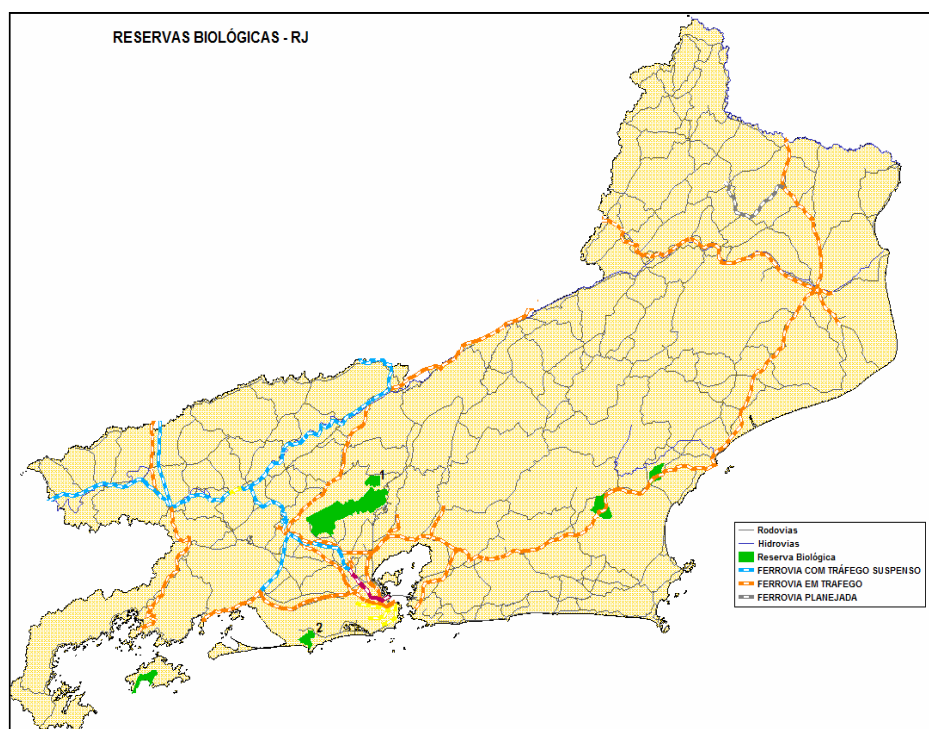 RESERVAS BIOLÓGICAS - RJ
1
2
Rodovias
Hidrovias
Reserva Biológica
FERROVIA COM TRÁFEGO SUSPENSO
FERROVIA EM TRAFEGO
FERROVIA PLANEJADA